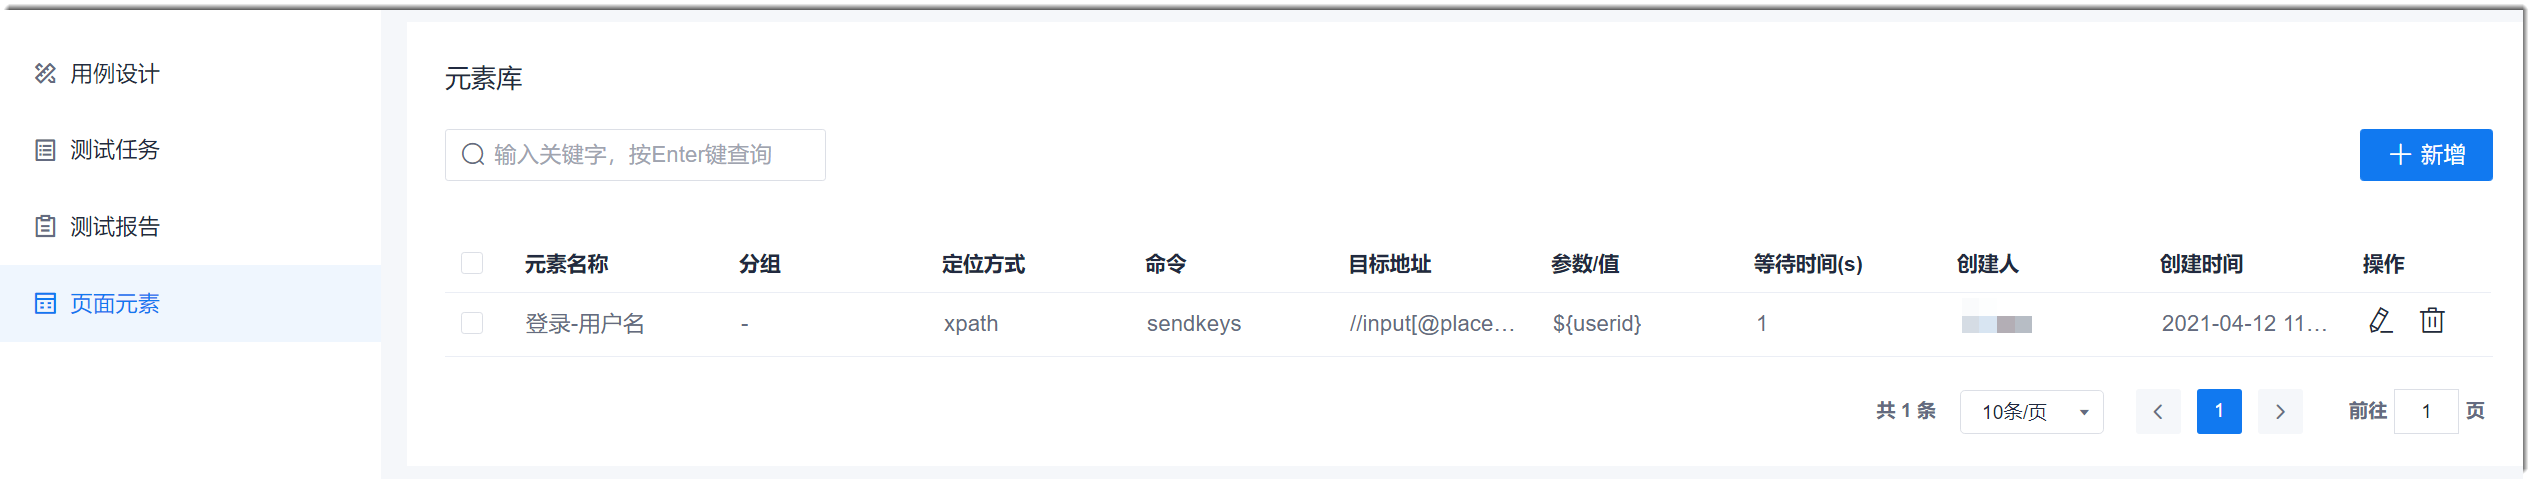 用例设计
测试任务
测试报告
页面元素
元素库
输入关键字，按Enter键查询
新增
元素名称 分组 定位方式 命令 目标地址 参数/值 等待时间(s) 创建人 创建时间 操作
登录-用户名 - xpath sendkeys //input[@place... ${userid} 1 2021-04-12 11...
共 1 条 10条/页 1 前往 1 页